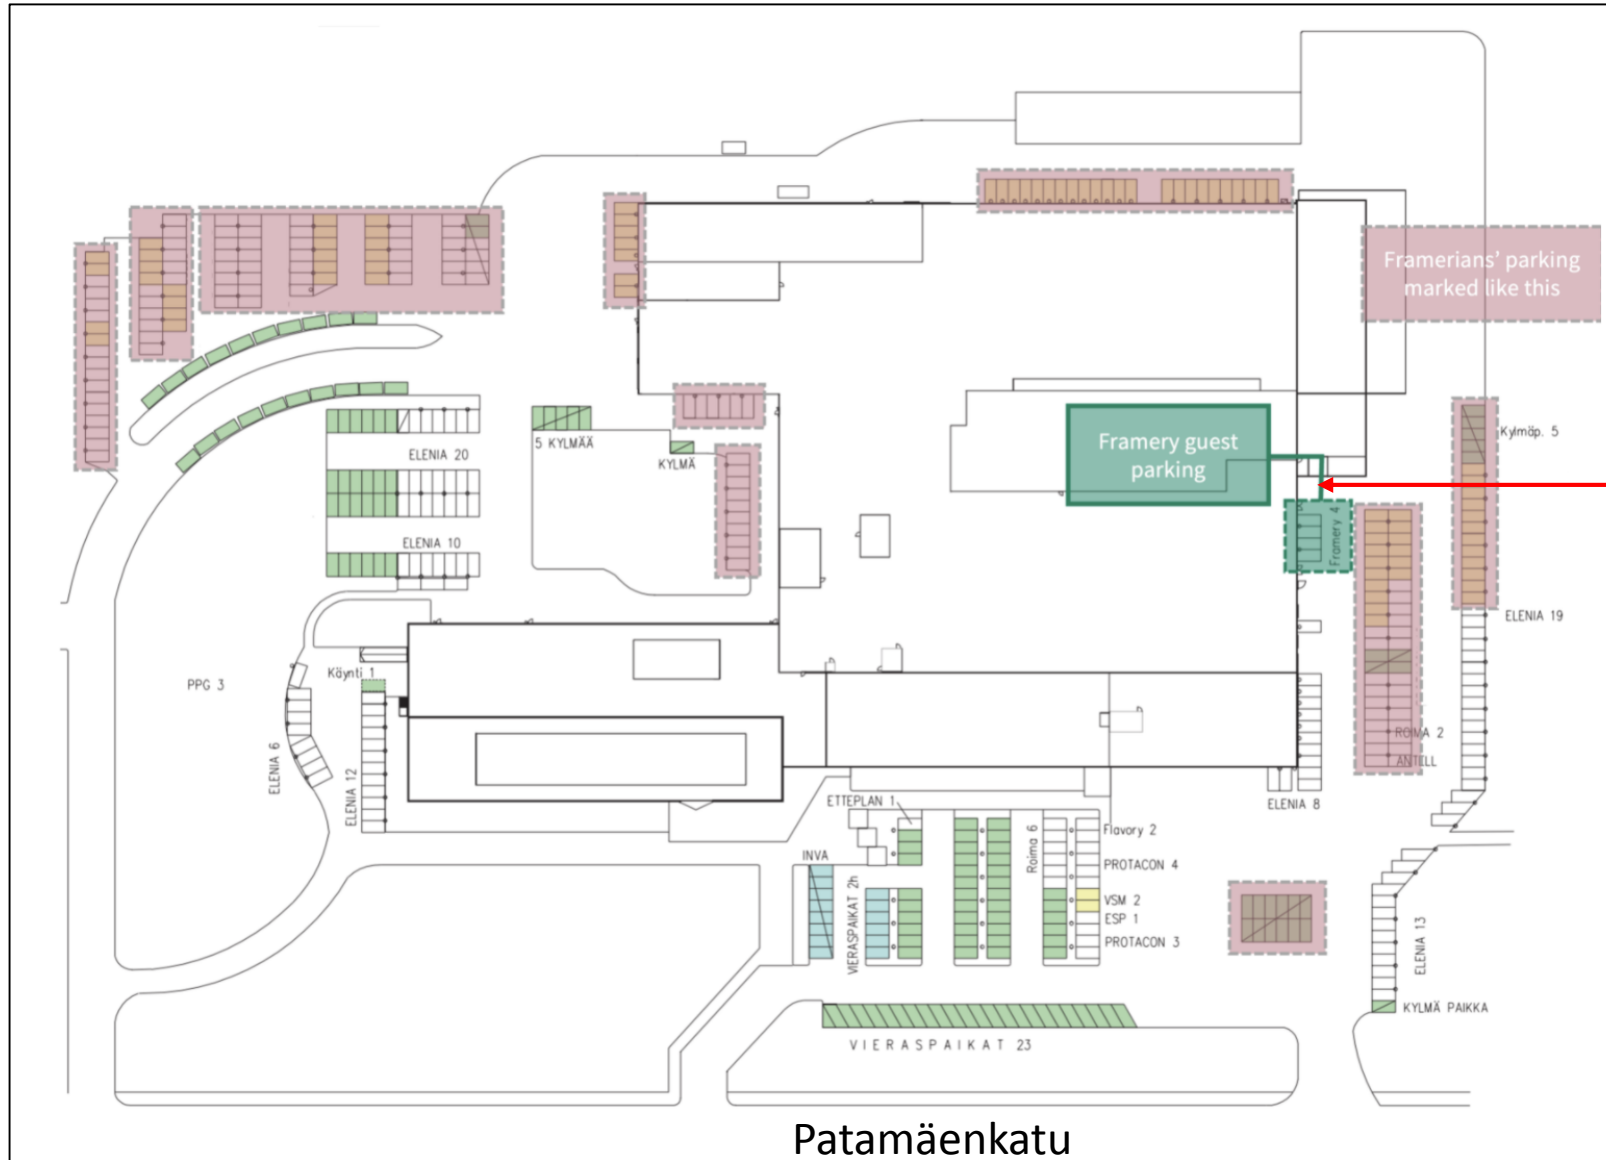 Framerians' parking
marked like this
Framery guest
parking
Framery 4
Kylmäp. 5
ELENIA 19
5 KYLMÄÄ
KYLMÄ
ELENIA 20
ELENIA 10
PPG 3
Käynti 1
ELENIA 6
ELENIA 12
ROIMA 2
ANTELL
ELENIA 8
ETTEPLAN 1
INVA
VIERASPAIKAT 2h
Roima 6
Flavory 2
PROTACON 4
VSM 2
ESP 1
PROTACON 3
ELENIA 13
KYLMÄ PAIKKA
VIERASPAIKAT 23
Patamäenkatu